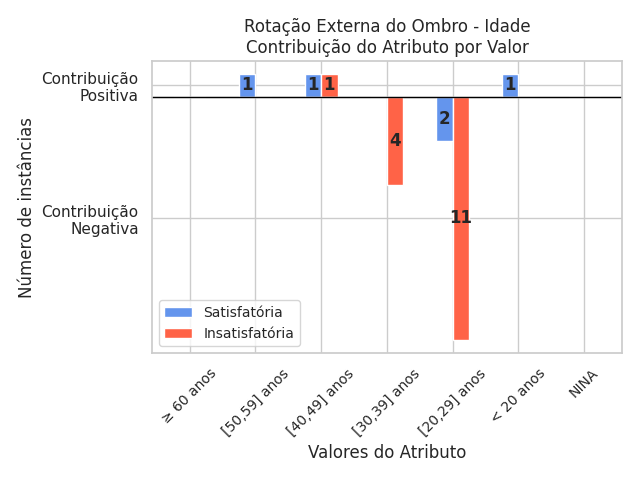 Rotação Externa do Ombro - Idade
Contribuição do Atributo por Valor
Número de instâncias
Contribuição
Positiva
Contribuição
Negativa
1
1
1
4
2
11
1
Satisfatória
Insatisfatória
≥ 60 anos
[50,59] anos
[40,49] anos
[30,39] anos
[20,29] anos
< 20 anos
NINA
Valores do Atributo